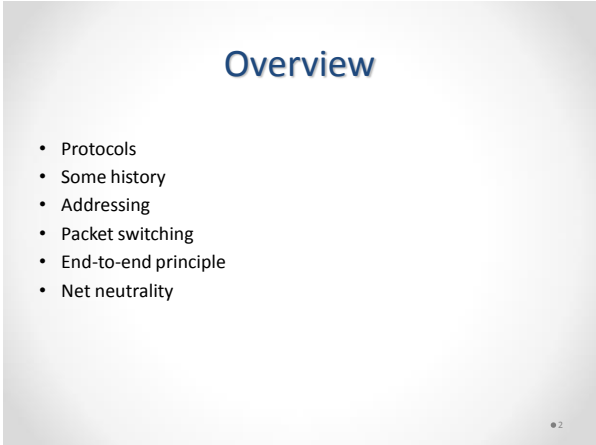 Overview
• Protocols
• Some history
• Addressing
• Packet switching
• End-to-end principle
• Net neutrality
● 2